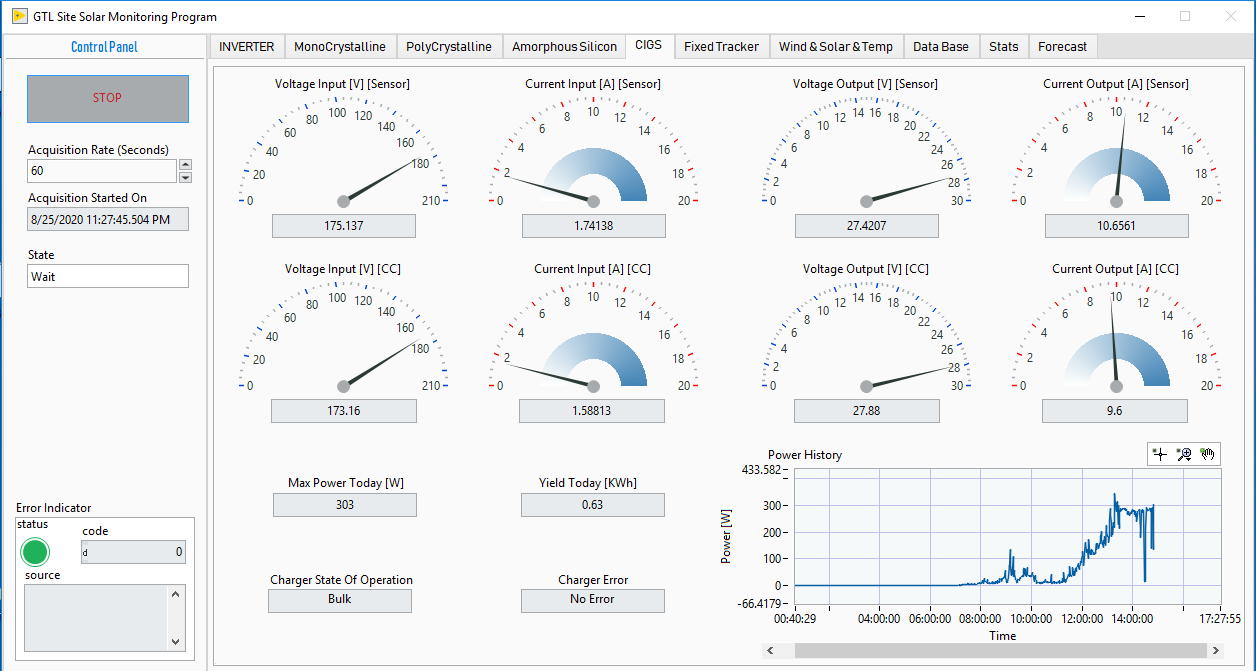 GTL Site Solar Monitoring Program
Control Panel
STOP
Acquisition Rate (Seconds)
60
Acquisition Started On
8/25/2020 11:27:45.504 PM
State
Wait
Error Indicator
status
code
d 0
source
INVERTER MonoCrystalline PolyCrystalline Amorphous Silicon CIGS Fixed Tracker Wind & Solar & Temp Data Base Stats Forecast
Voltage Input [V] [Sensor]
0 20 40 60 80 100 120 140 160 180 210
175.137
Current Input [A] [Sensor]
0 2 4 6 8 10 12 14 16 18 20
1.74138
Voltage Output [V] [Sensor]
0 2 4 6 8 10 12 14 16 18 20 22 24 26 28 30
27.4207
Current Output [A] [Sensor]
0 2 4 6 8 10 12 14 16 18 20
10.6561
Voltage Input [V] [CC]
0 20 40 60 80 100 120 140 160 180 210
173.16
Current Input [A] [CC]
0 2 4 6 8 10 12 14 16 18 20
1.58813
Voltage Output [V] [CC]
0 2 4 6 8 10 12 14 16 18 20 22 24 26 28 30
27.88
Current Output [A] [CC]
0 2 4 6 8 10 12 14 16 18 20
9.6
Max Power Today [W]
303
Yield Today [KWh]
0.63
Charger State Of Operation
Bulk
Charger Error
No Error
Power History
Power [W]
433.582
300
200
100
0
-66.4179
00:40:29 04:00:00 06:00:00 08:00:00 10:00:00 12:00:00 14:00:00 17:27:55
Time